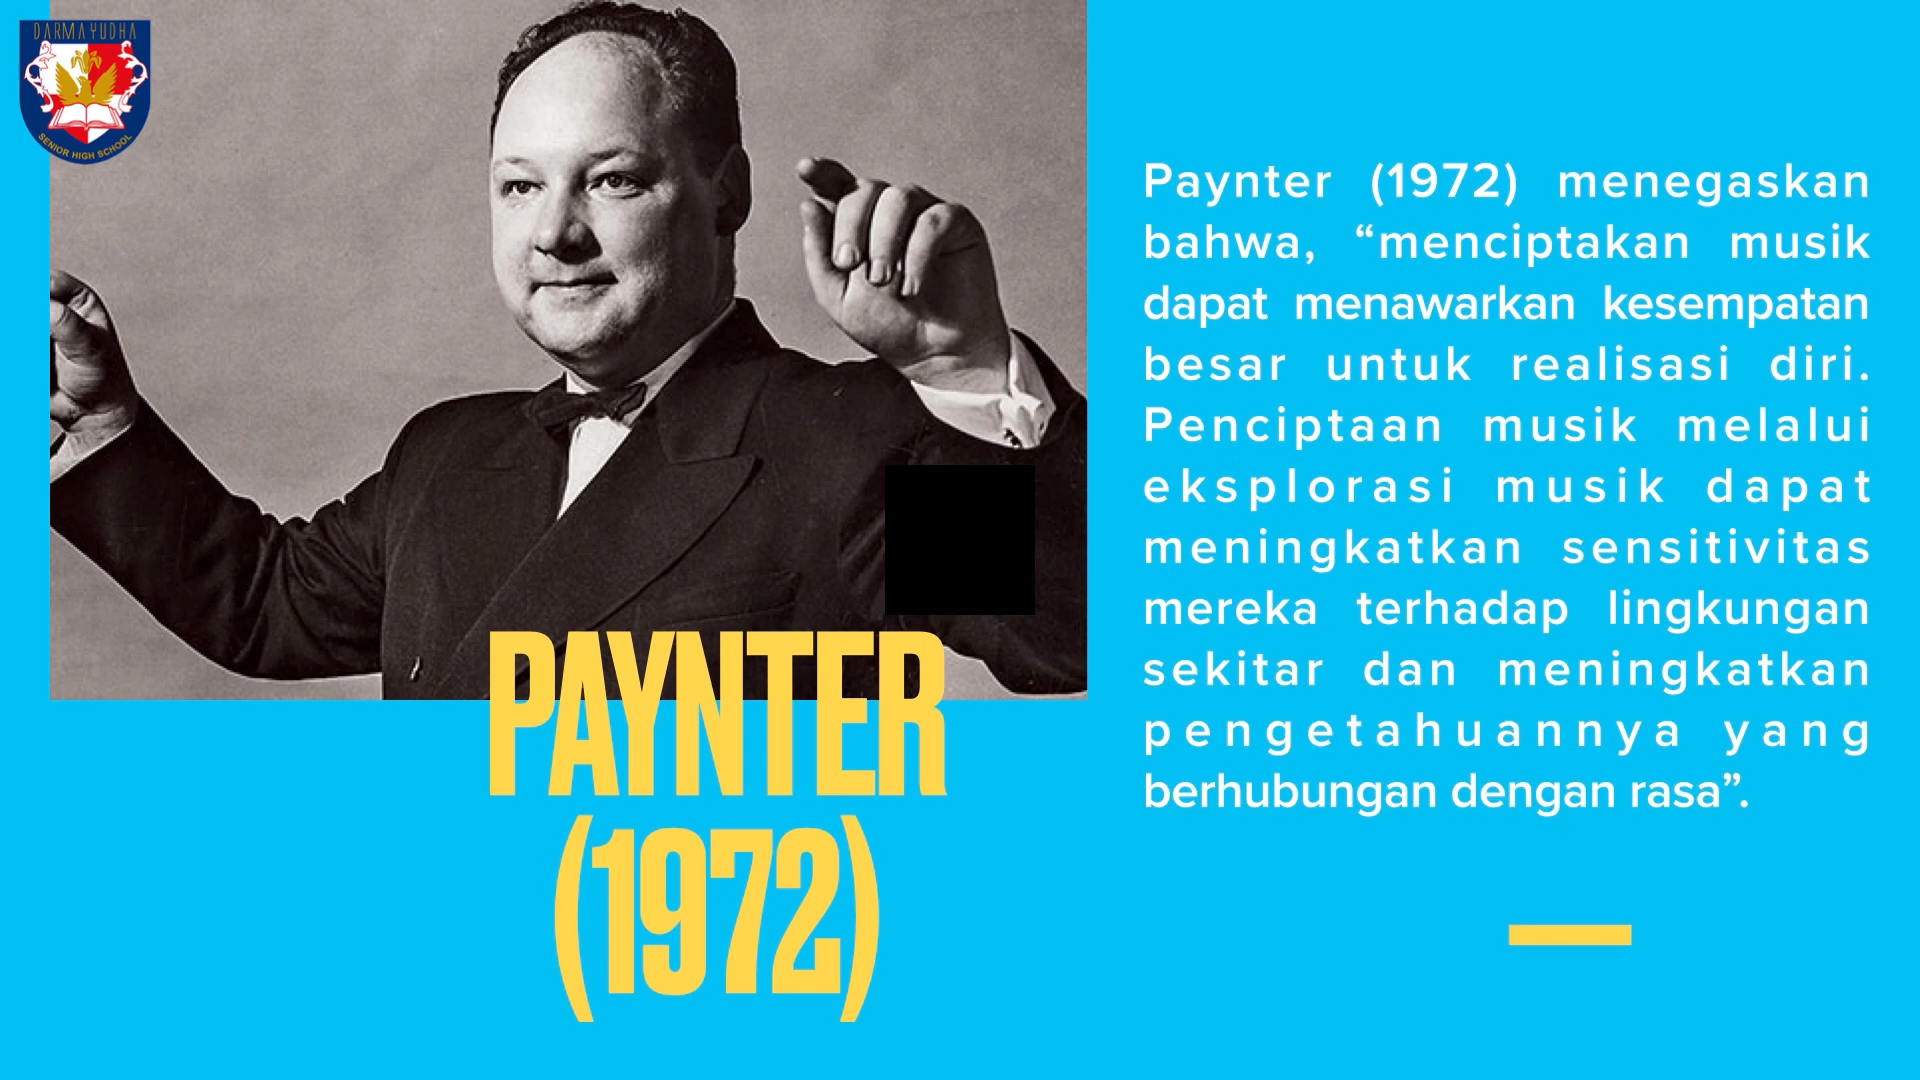 DARMA YUDHA
SENIOR HIGH SCHOOL
PAYNTER
(1972)
Paynter (1972) menegaskan
bahwa, “menciptakan musik
dapat menawarkan kesempatan
besar untuk realisasi diri.
Penciptaan musik melalui
eksplorasi musik dapat
meningkatkan sensitivitas
mereka terhadap lingkungan
sekitar dan meningkatkan
pengetahuannya yang
berhubungan dengan rasa”.